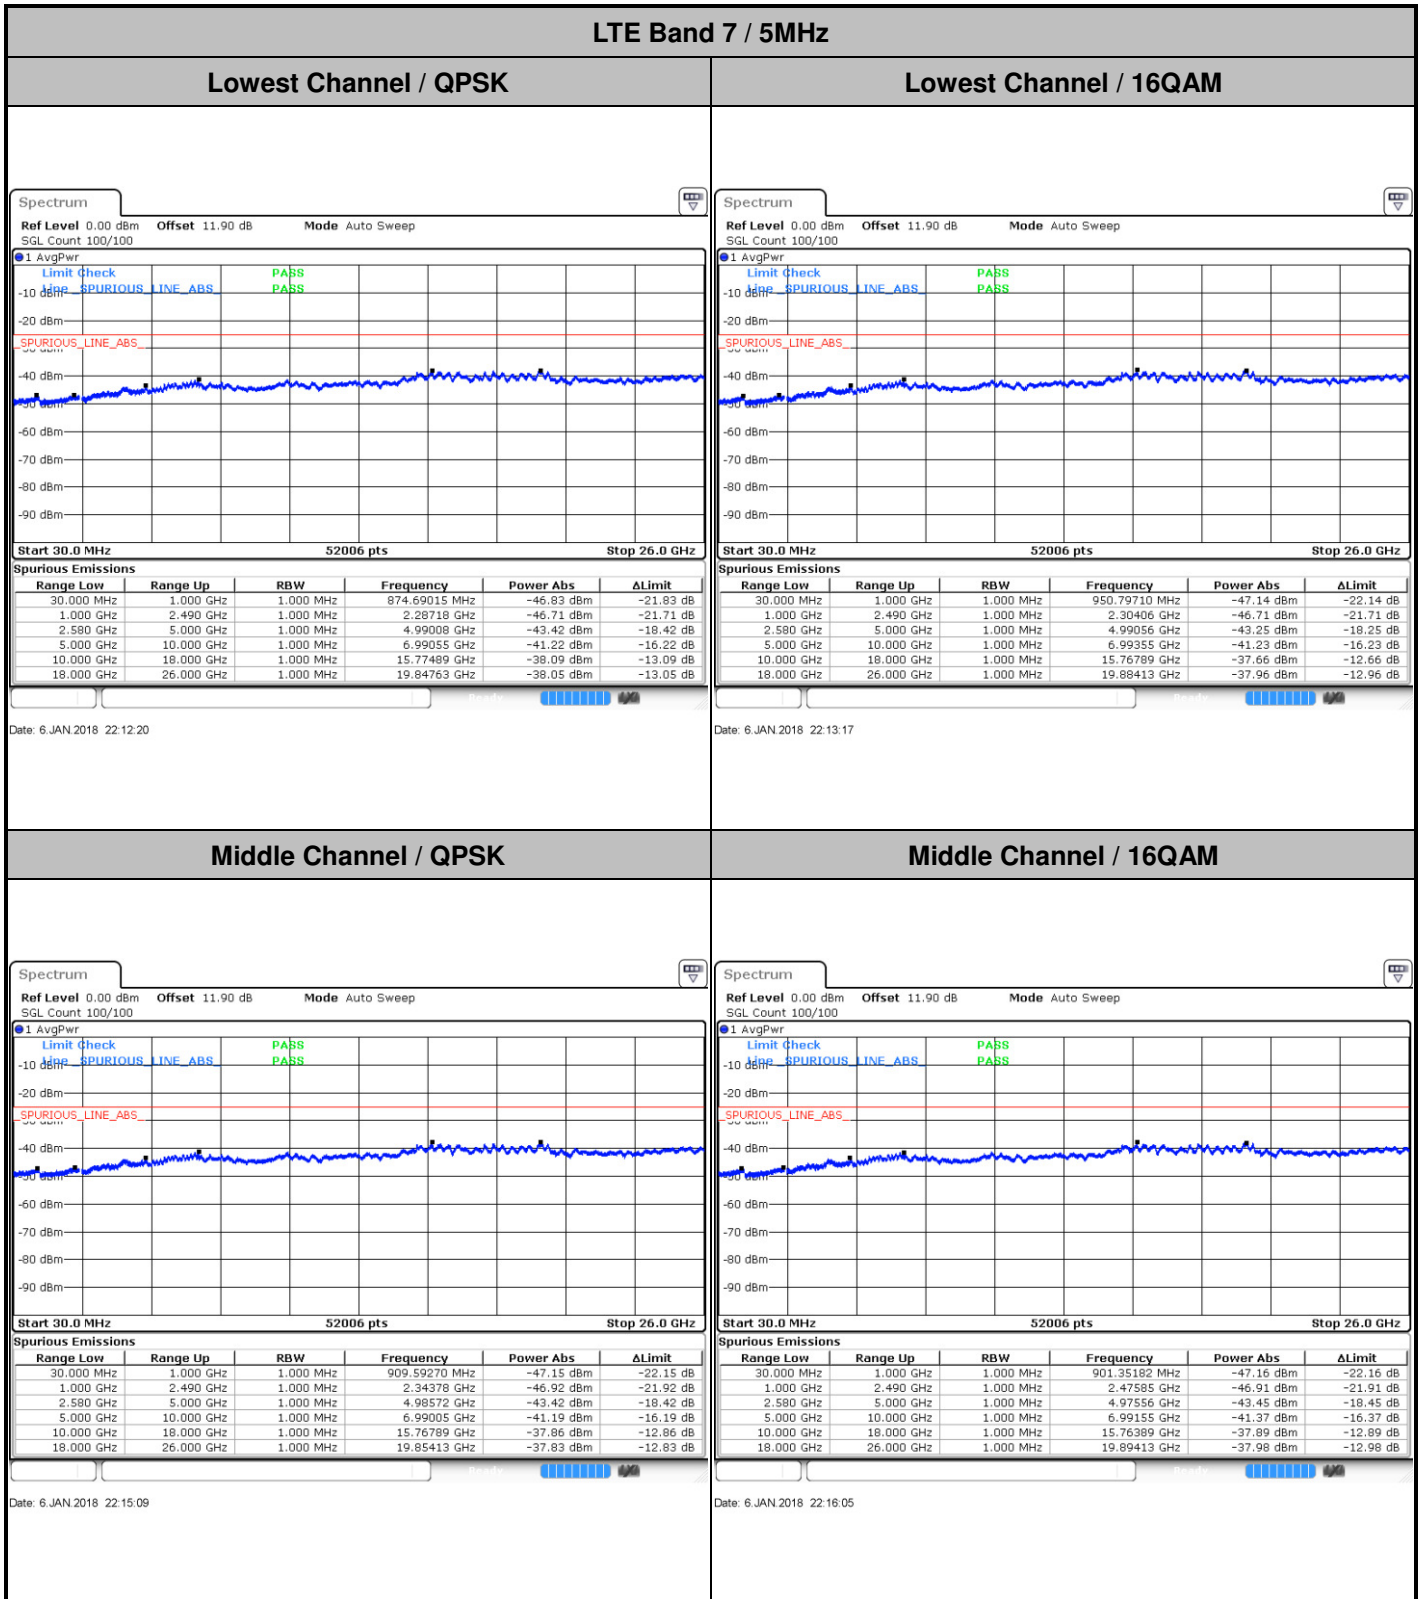 LTE Band 7 / 5MHz
Lowest Channel / QPSK
Lowest Channel / 16QAM
Spectrum
Ref Level 0.00 dBm Offset 11.90 dB Mode Auto Sweep
SGL Count 100/100
1 AvgPwr
Limit Check PASS
Line _SPURIOUS_LINE_ABS_ PASS
-10 dBm
-20 dBm
_SPURIOUS_LINE_ABS_
-30 dBm
-40 dBm
-50 dBm
-60 dBm
-70 dBm
-80 dBm
-90 dBm
Start 30.0 MHz 52006 pts Stop 26.0 GHz
Spurious Emissions
Range Low Range Up RBW Frequency Power Abs ΔLimit
30.000 MHz 1.000 GHz 1.000 MHz 874.69015 MHz -46.83 dBm -21.83 dB
1.000 GHz 2.490 GHz 1.000 MHz 2.28718 GHz -46.71 dBm -21.71 dB
2.580 GHz 5.000 GHz 1.000 MHz 4.99008 GHz -43.42 dBm -18.42 dB
5.000 GHz 10.000 GHz 1.000 MHz 6.99055 GHz -41.22 dBm -16.22 dB
10.000 GHz 18.000 GHz 1.000 MHz 15.77489 GHz -38.09 dBm -13.09 dB
18.000 GHz 26.000 GHz 1.000 MHz 19.84763 GHz -38.05 dBm -13.05 dB
Date: 6.JAN.2018 22:12:20
Spectrum
Ref Level 0.00 dBm Offset 11.90 dB Mode Auto Sweep
SGL Count 100/100
1 AvgPwr
Limit Check PASS
Line _SPURIOUS_LINE_ABS_ PASS
-10 dBm
-20 dBm
_SPURIOUS_LINE_ABS_
-30 dBm
-40 dBm
-50 dBm
-60 dBm
-70 dBm
-80 dBm
-90 dBm
Start 30.0 MHz 52006 pts Stop 26.0 GHz
Spurious Emissions
Range Low Range Up RBW Frequency Power Abs ΔLimit
30.000 MHz 1.000 GHz 1.000 MHz 950.79710 MHz -47.14 dBm -22.14 dB
1.000 GHz 2.490 GHz 1.000 MHz 2.30406 GHz -46.71 dBm -21.71 dB
2.580 GHz 5.000 GHz 1.000 MHz 4.99056 GHz -43.25 dBm -18.25 dB
5.000 GHz 10.000 GHz 1.000 MHz 6.99355 GHz -41.23 dBm -16.23 dB
10.000 GHz 18.000 GHz 1.000 MHz 15.76789 GHz -37.66 dBm -12.66 dB
18.000 GHz 26.000 GHz 1.000 MHz 19.88413 GHz -37.96 dBm -12.96 dB
Date: 6.JAN.2018 22:13:17
Middle Channel / QPSK
Middle Channel / 16QAM
Spectrum
Ref Level 0.00 dBm Offset 11.90 dB Mode Auto Sweep
SGL Count 100/100
1 AvgPwr
Limit Check PASS
Line _SPURIOUS_LINE_ABS_ PASS
-10 dBm
-20 dBm
_SPURIOUS_LINE_ABS_
-30 dBm
-40 dBm
-50 dBm
-60 dBm
-70 dBm
-80 dBm
-90 dBm
Start 30.0 MHz 52006 pts Stop 26.0 GHz
Spurious Emissions
Range Low Range Up RBW Frequency Power Abs ΔLimit
30.000 MHz 1.000 GHz 1.000 MHz 909.59270 MHz -47.15 dBm -22.15 dB
1.000 GHz 2.490 GHz 1.000 MHz 2.34378 GHz -46.92 dBm -21.92 dB
2.580 GHz 5.000 GHz 1.000 MHz 4.98572 GHz -43.42 dBm -18.42 dB
5.000 GHz 10.000 GHz 1.000 MHz 6.99005 GHz -41.19 dBm -16.19 dB
10.000 GHz 18.000 GHz 1.000 MHz 15.76789 GHz -37.86 dBm -12.86 dB
18.000 GHz 26.000 GHz 1.000 MHz 19.85413 GHz -37.83 dBm -12.83 dB
Date: 6.JAN.2018 22:15:09
Spectrum
Ref Level 0.00 dBm Offset 11.90 dB Mode Auto Sweep
SGL Count 100/100
1 AvgPwr
Limit Check PASS
Line _SPURIOUS_LINE_ABS_ PASS
-10 dBm
-20 dBm
_SPURIOUS_LINE_ABS_
-30 dBm
-40 dBm
-50 dBm
-60 dBm
-70 dBm
-80 dBm
-90 dBm
Start 30.0 MHz 52006 pts Stop 26.0 GHz
Spurious Emissions
Range Low Range Up RBW Frequency Power Abs ΔLimit
30.000 MHz 1.000 GHz 1.000 MHz 901.35182 MHz -47.16 dBm -22.16 dB
1.000 GHz 2.490 GHz 1.000 MHz 2.47585 GHz -46.91 dBm -21.91 dB
2.580 GHz 5.000 GHz 1.000 MHz 4.97556 GHz -43.45 dBm -18.45 dB
5.000 GHz 10.000 GHz 1.000 MHz 6.99155 GHz -41.37 dBm -16.37 dB
10.000 GHz 18.000 GHz 1.000 MHz 15.76389 GHz -37.89 dBm -12.89 dB
18.000 GHz 26.000 GHz 1.000 MHz 19.89413 GHz -37.98 dBm -12.98 dB
Date: 6.JAN.2018 22:16:05